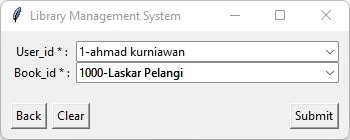 Library Management System
User_id * : 1-ahmad kurniawan
Book_id * : 1000-Laskar Pelangi
Back Clear Submit